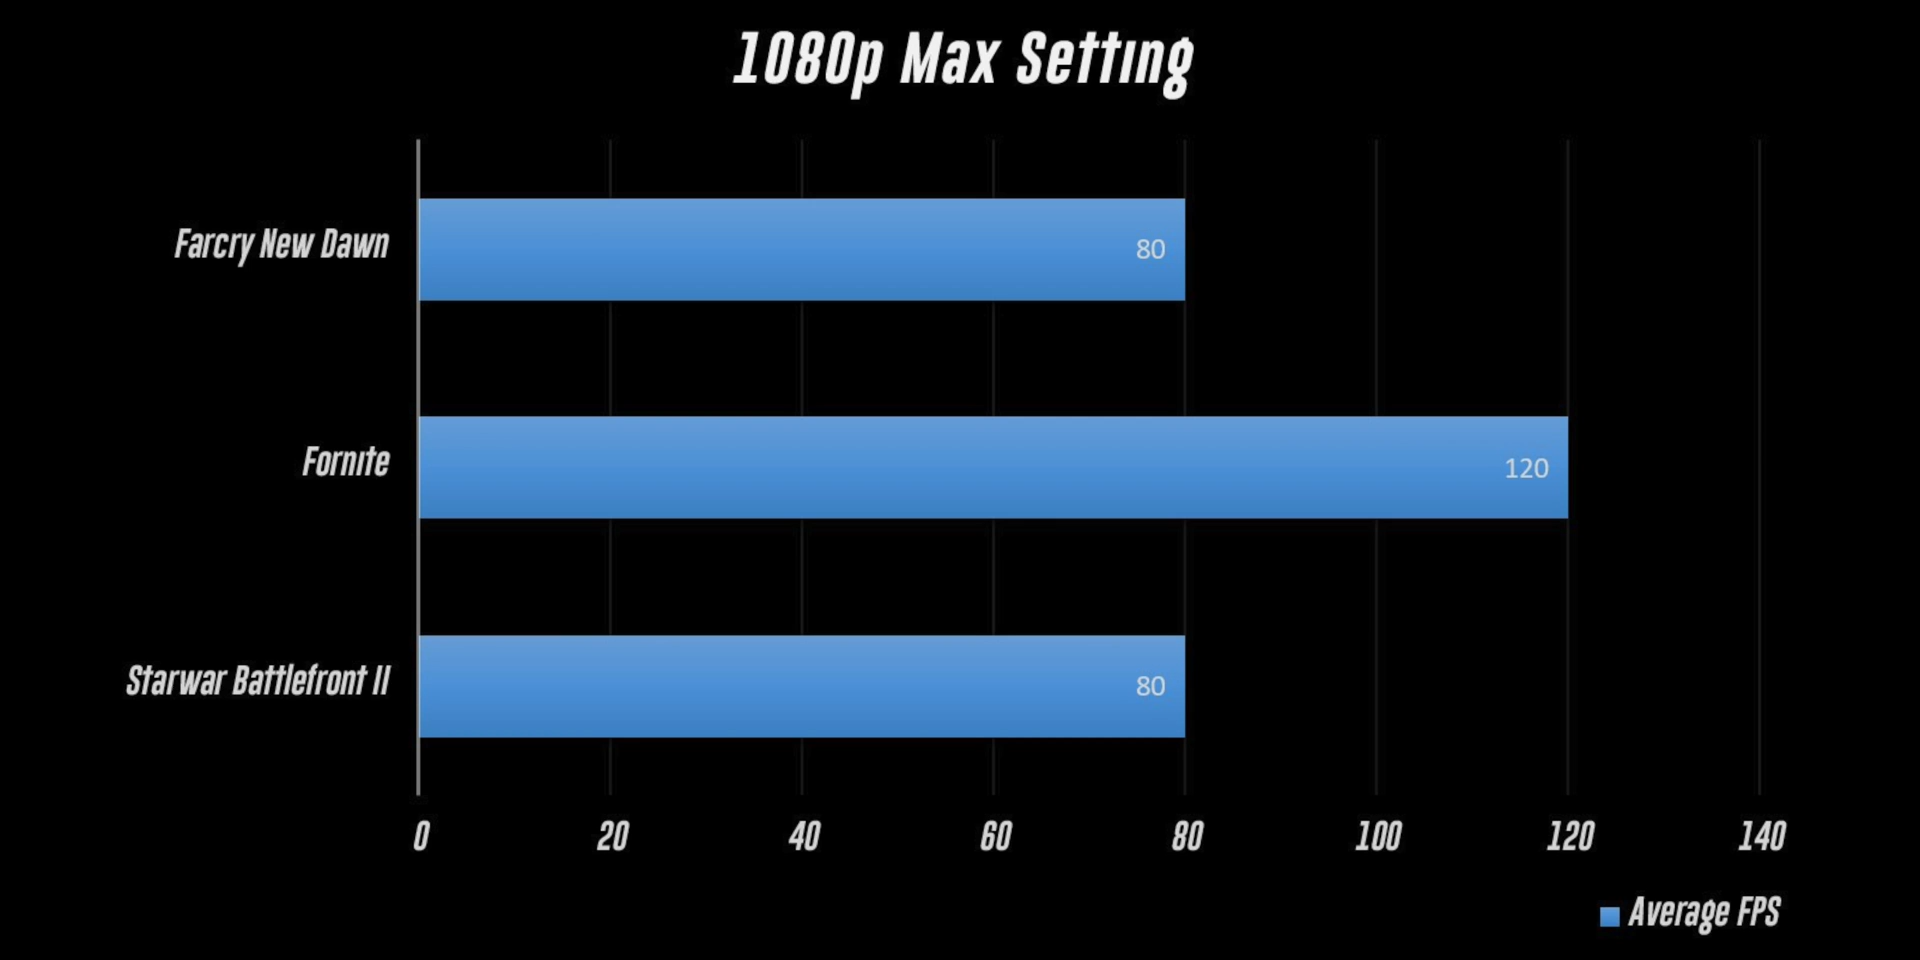 1080p Max Setting
Farcry New Dawn
80
Fornite
120
Starwar Battlefront II
80
0 20 40 60 80 100 120 140
Average FPS